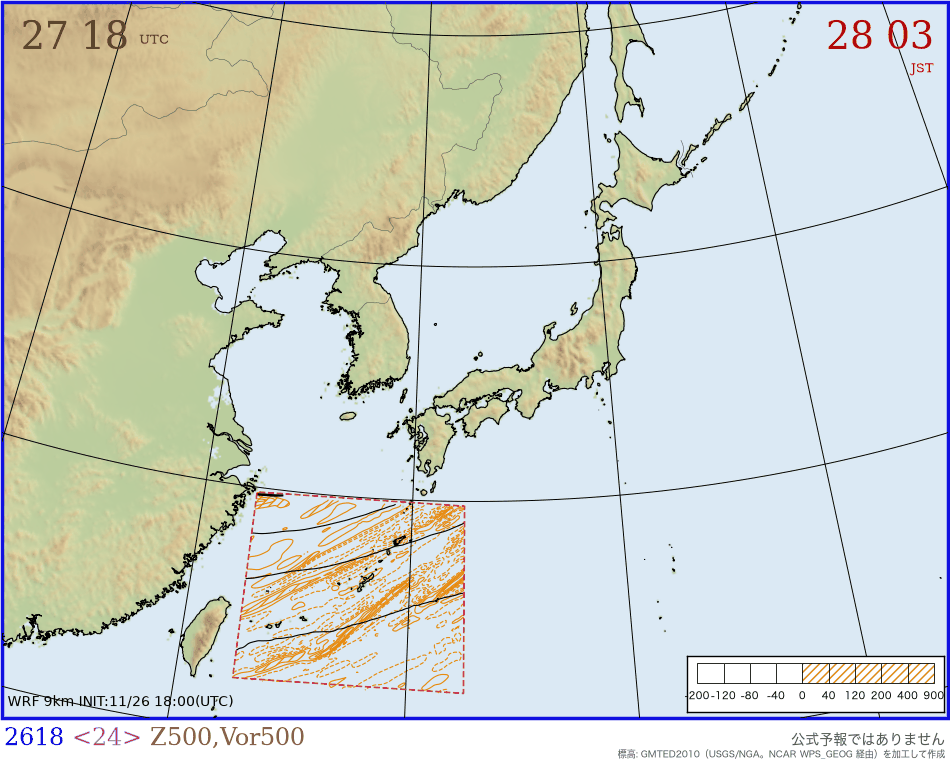 27 18 UTC
28 03
JST
-200 -120 -80 -40 0 40 120 200 400 900
WRF 9km INIT:11/26 18:00(UTC)
2618 <24> Z500,Vor500
公式予報ではありません
標高: GMTED2010（USGS/NGA。NCAR WPS_GEOG 経由）を加工して作成